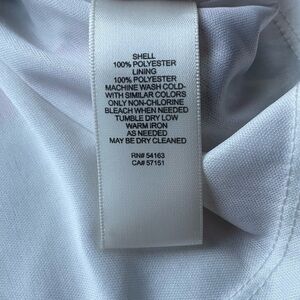 SHELL
100% POLYESTER
LINING
100% POLYESTER
MACHINE WASH COLD-
WITH SIMILAR COLORS
ONLY NON-CHLORINE
BLEACH WHEN NEEDED
TUMBLE DRY LOW
WARM IRON
AS NEEDED
MAY BE DRY CLEANED
RN# 54163
CA# 57151